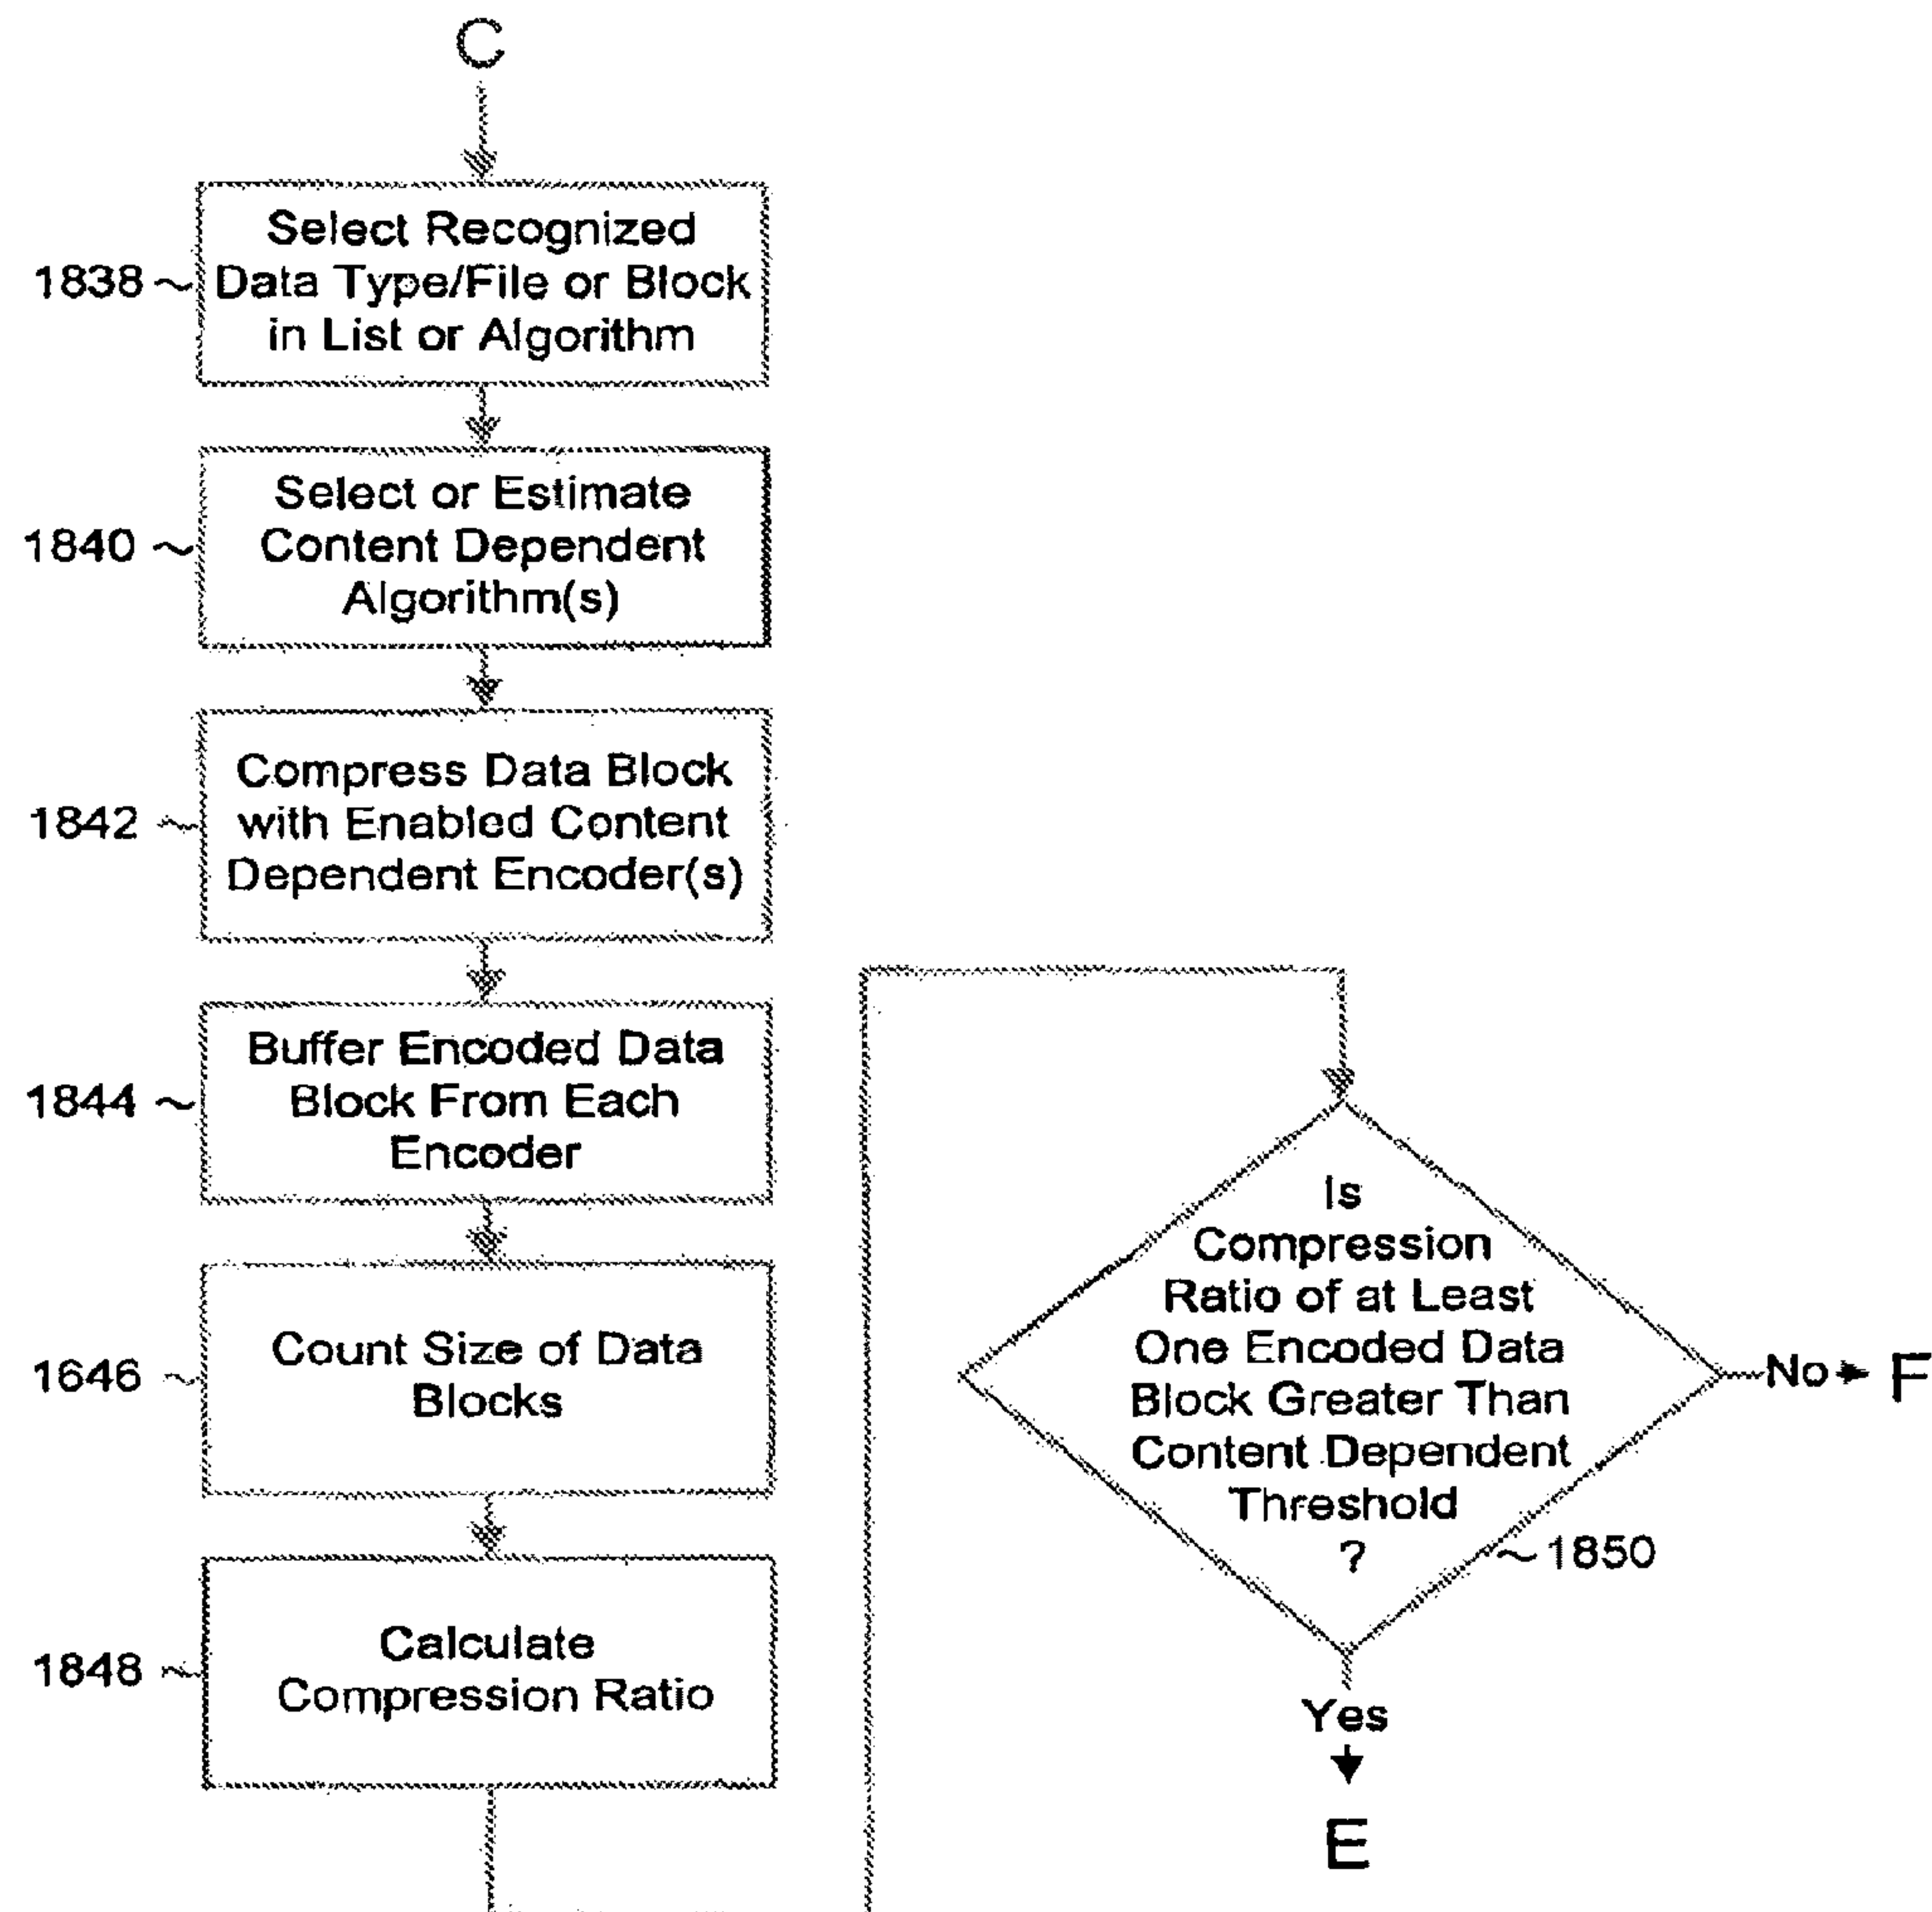 C
Select Recognized
1838 Data Type/File or Block
in List or Algorithm
Select or Estimate
1840 Content Dependent
Algorithm(s)
Compress Data Block
1842 with Enabled Content
Dependent Encoder(s)
Buffer Encoded Data
1844 Block From Each
Encoder
Count Size of Data
1646
Blocks
Calculate
1848
Compression Ratio
Is
Compression
Ratio of at Least
One Encoded Data
Block Greater Than
Content Dependent
Threshold
?
1850
No F
Yes
E